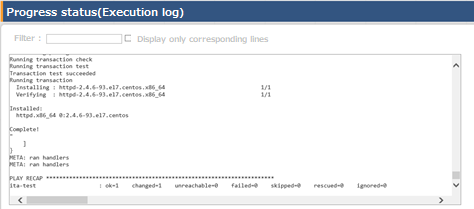 Progress status(Execution log)
Filter : Display only corresponding lines
Running transaction check
Running transaction test
Transaction test succeeded
Running transaction
  Installing : httpd-2.4.6-93.el7.centos.x86_64                             1/1
  Verifying  : httpd-2.4.6-93.el7.centos.x86_64                             1/1
Installed:
  httpd.x86_64 0:2.4.6-93.el7.centos
Complete!
"
    ]
}
META: ran handlers
META: ran handlers
PLAY RECAP *********************************************************************
ita-test                   : ok=1    changed=1    unreachable=0    failed=0    skipped=0    rescued=0    ignored=0